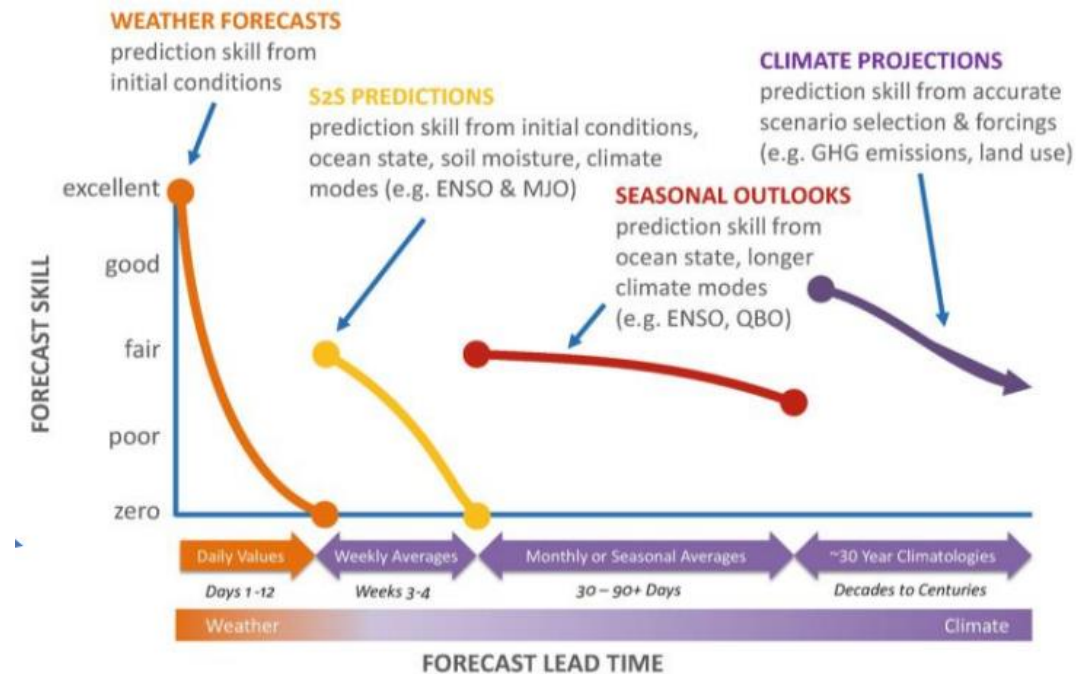 WEATHER FORECASTS
prediction skill from
initial conditions
S2S PREDICTIONS
prediction skill from initial conditions,
ocean state, soil moisture, climate
modes (e.g. ENSO & MJO)
CLIMATE PROJECTIONS
prediction skill from accurate
scenario selection & forcings
(e.g. GHG emissions, land use)
SEASONAL OUTLOOKS
prediction skill from
ocean state, longer
climate modes
(e.g. ENSO, QBO)
FORECAST SKILL
excellent
good
fair
poor
zero
Daily Values
Weekly Averages
Monthly or Seasonal Averages
~30 Year Climatologies
Days 1-12
Weeks 3-4
30 – 90+ Days
Decades to Centuries
Weather
Climate
FORECAST LEAD TIME